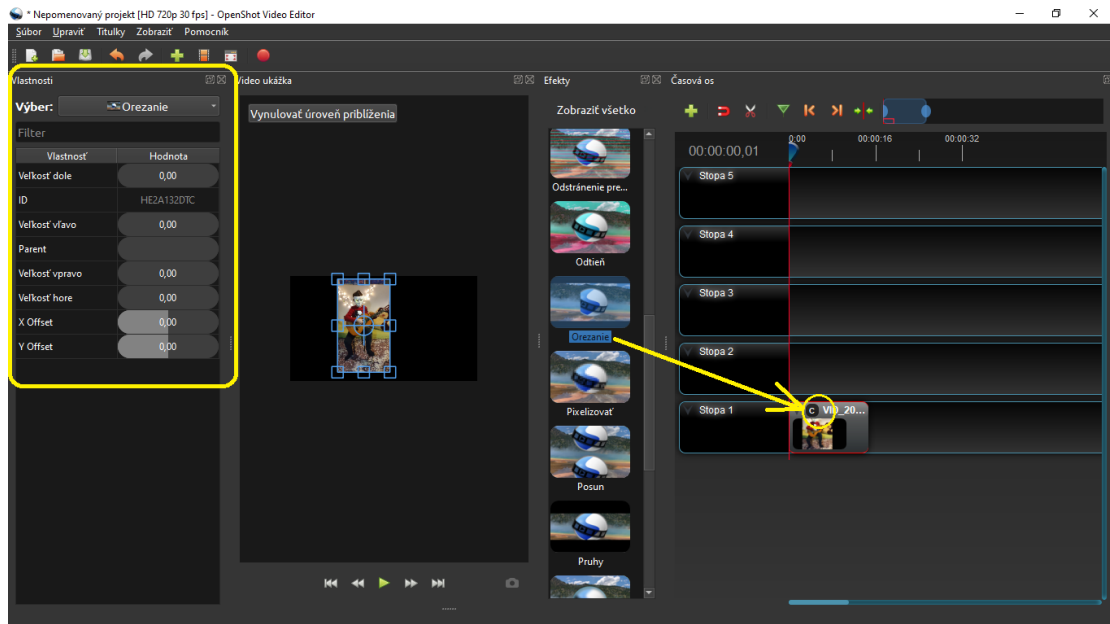 * Nepomenovaný projekt [HD 720p 30 fps] - OpenShot Video Editor
Súbor Upraviť Titulky Zobraziť Pomocník
Vlastnosti
Výber: Orezanie
Filter
Vlastnosť Hodnota
Veľkosť dole 0,00
ID HE2A132DTC
Veľkosť vľavo 0,00
Parent
Veľkosť vpravo 0,00
Veľkosť hore 0,00
X Offset 0,00
Y Offset 0,00
Video ukážka
Vynulovať úroveň priblíženia
Efekty
Zobraziť všetko
Odstránenie pre...
Odtieň
Orezanie
Pixelizovať
Posun
Pruhy
Časová os
00:00:00,01
0:00 00:00:16 00:00:32
Stopa 5
Stopa 4
Stopa 3
Stopa 2
Stopa 1
C VID_20...